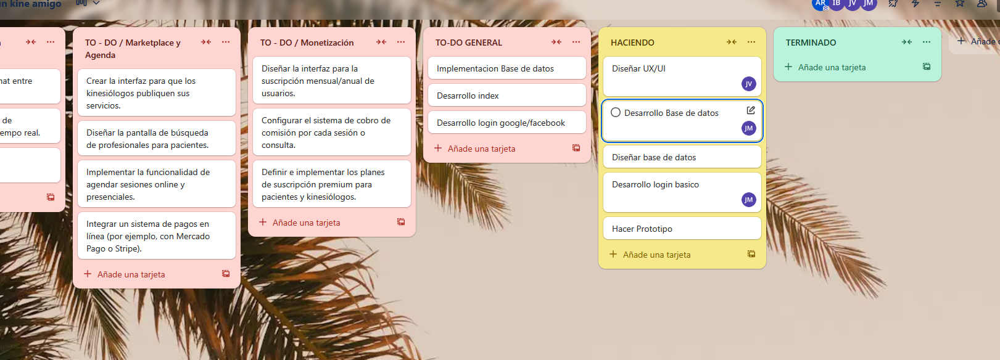 un kine amigo
AR
IB
JV
JM
hat entre
de
empo real.
TO - DO / Marketplace y
Agenda
Crear la interfaz para que los
kinesiólogos publiquen sus
servicios.
Diseñar la pantalla de búsqueda
de profesionales para pacientes.
Implementar la funcionalidad de
agendar sesiones online y
presenciales.
Integrar un sistema de pagos en
línea (por ejemplo, con Mercado
Pago o Stripe).
Añade una tarjeta
TO - DO / Monetización
Diseñar la interfaz para la
suscripción mensual/anual de
usuarios.
Configurar el sistema de cobro de
comisión por cada sesión o
consulta.
Definir e implementar los planes
de suscripción premium para
pacientes y kinesiólogos.
Añade una tarjeta
TO-DO GENERAL
Implementacion Base de datos
Desarrollo index
Desarrollo login google/facebook
Añade una tarjeta
HACIENDO
Diseñar UX/UI
JV
Desarrollo Base de datos
JM
Diseñar base de datos
Desarrollo login basico
JM
Hacer Prototipo
Añade una tarjeta
TERMINADO
Añade una tarjeta
Añade